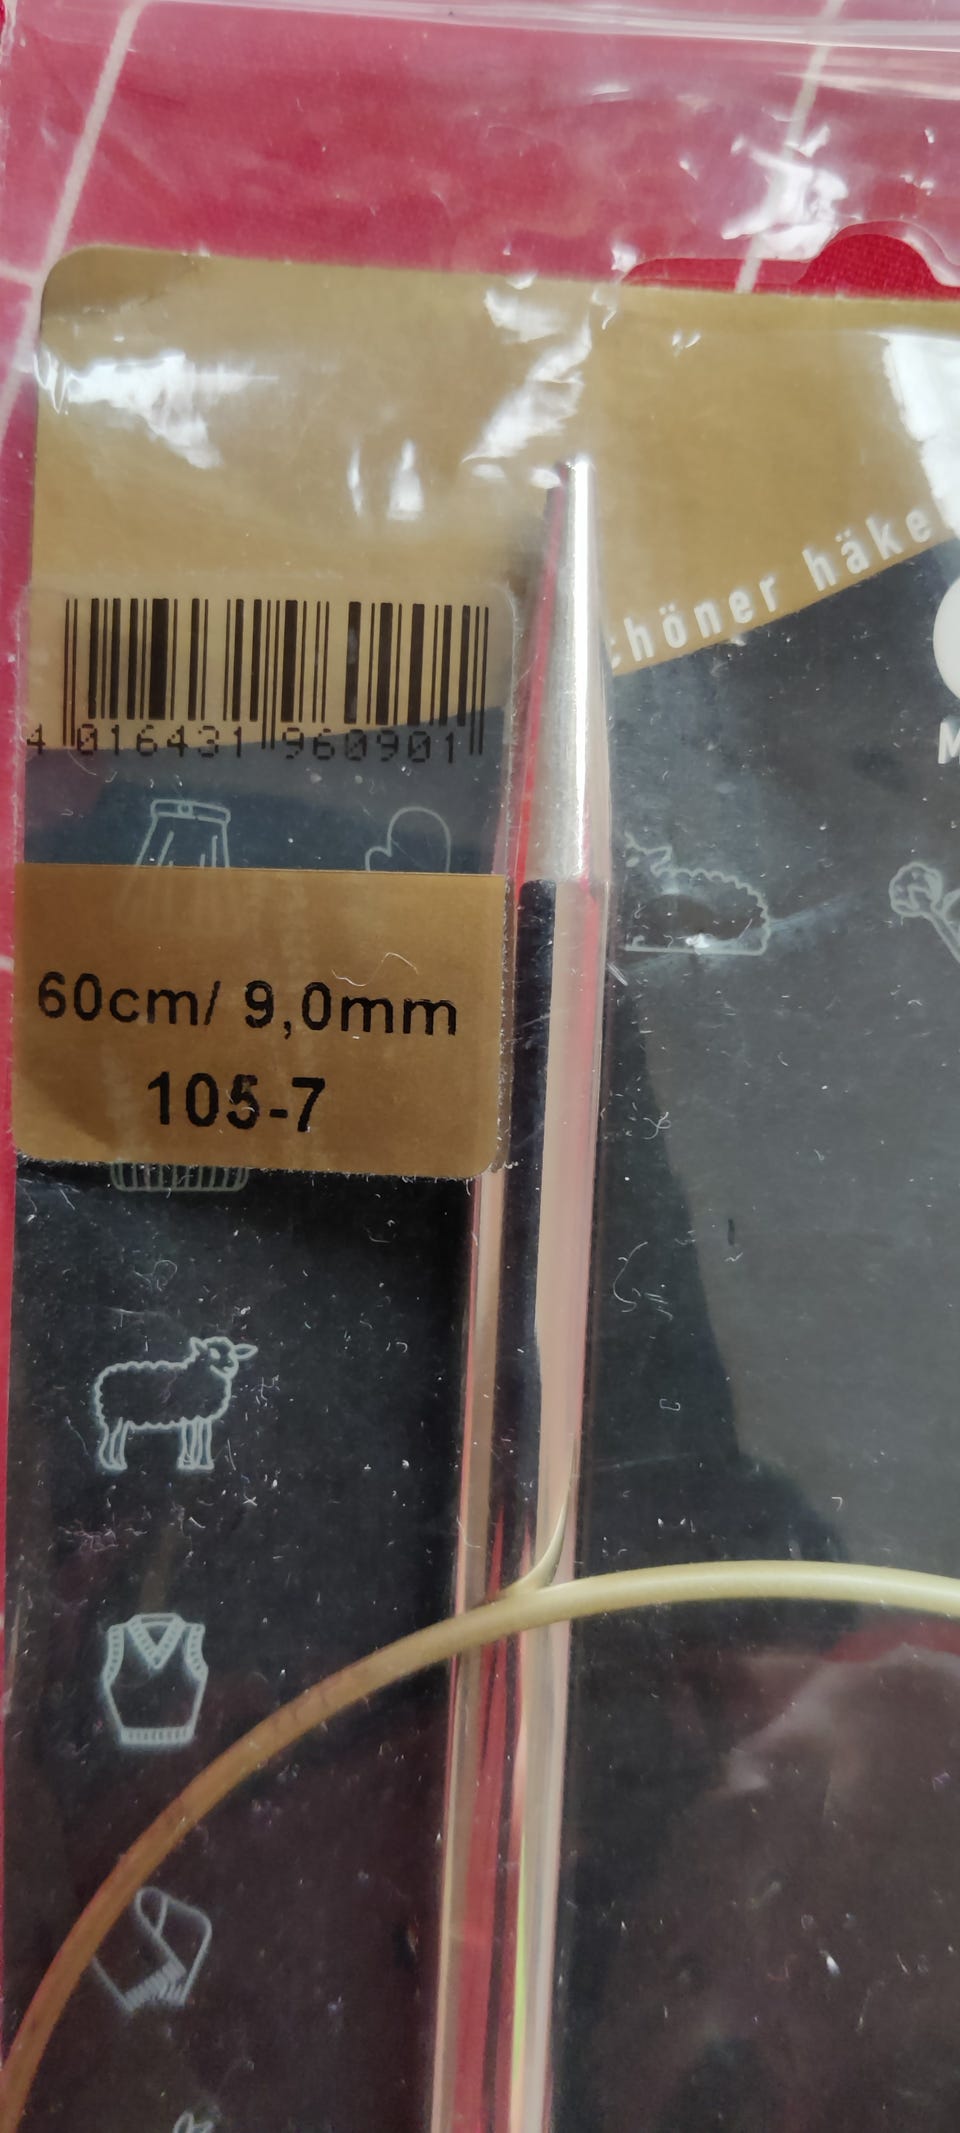 chöner häke
4 016431 960901
M
60cm/ 9,0mm
105-7